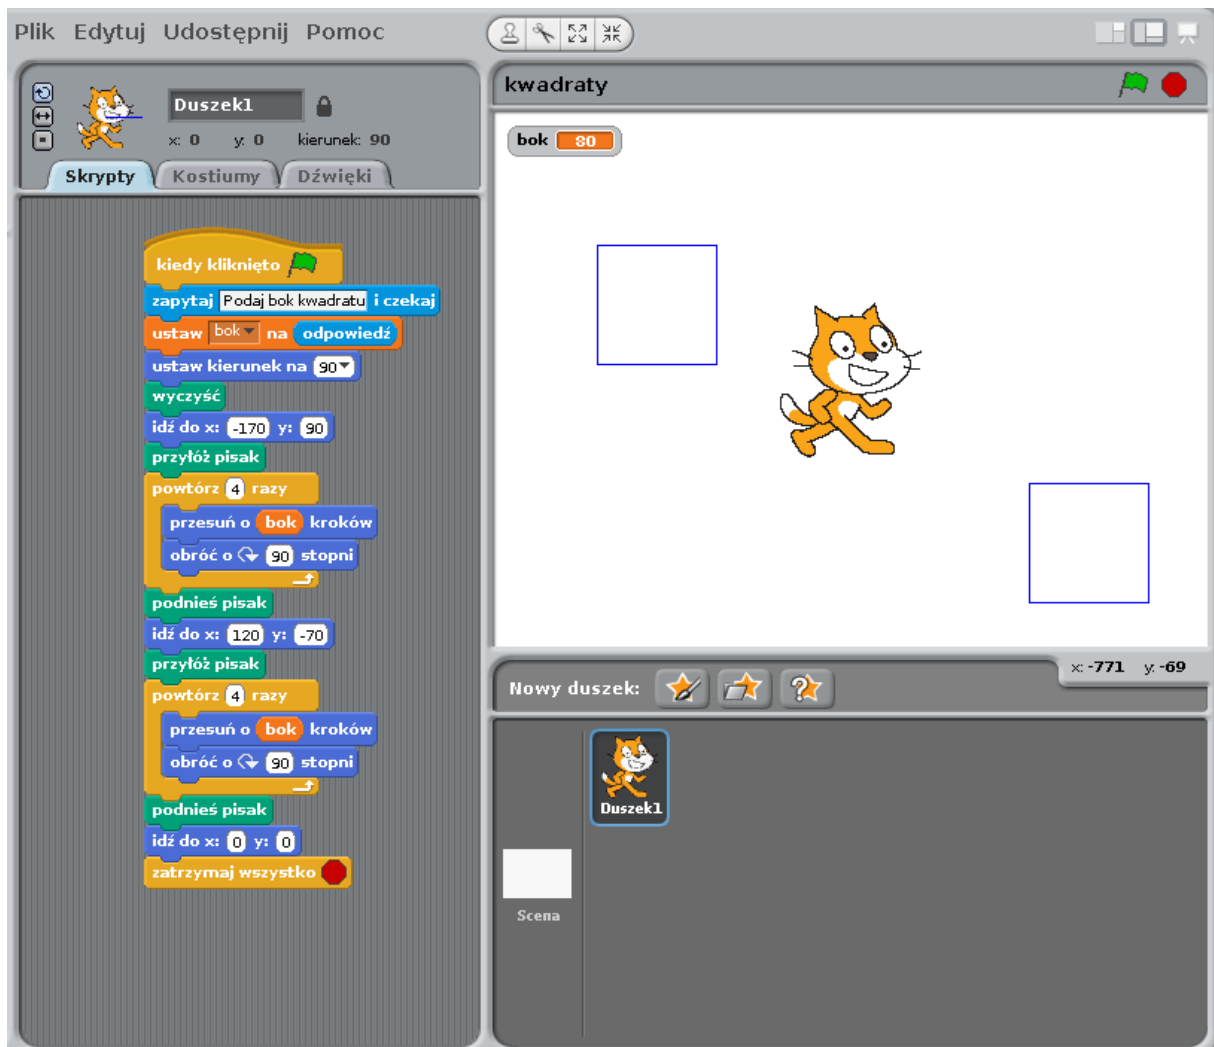 Plik Edytuj Udostępnij Pomoc
Duszek1
x: 0 y: 0 kierunek: 90
Skrypty Kostiumy Dźwięki
kiedy kliknięto
zapytaj Podaj bok kwadratu i czekaj
ustaw bok na odpowiedź
ustaw kierunek na 90
wyczyść
idź do x: -170 y: 90
przyłóż pisak
powtórz 4 razy
przesuń o bok kroków
obróć o 90 stopni
podnieś pisak
idź do x: 120 y: -70
przyłóż pisak
powtórz 4 razy
przesuń o bok kroków
obróć o 90 stopni
podnieś pisak
idź do x: 0 y: 0
zatrzymaj wszystko
kwadraty
bok 80
x: -771 y: -69
Nowy duszek:
Duszek1
Scena